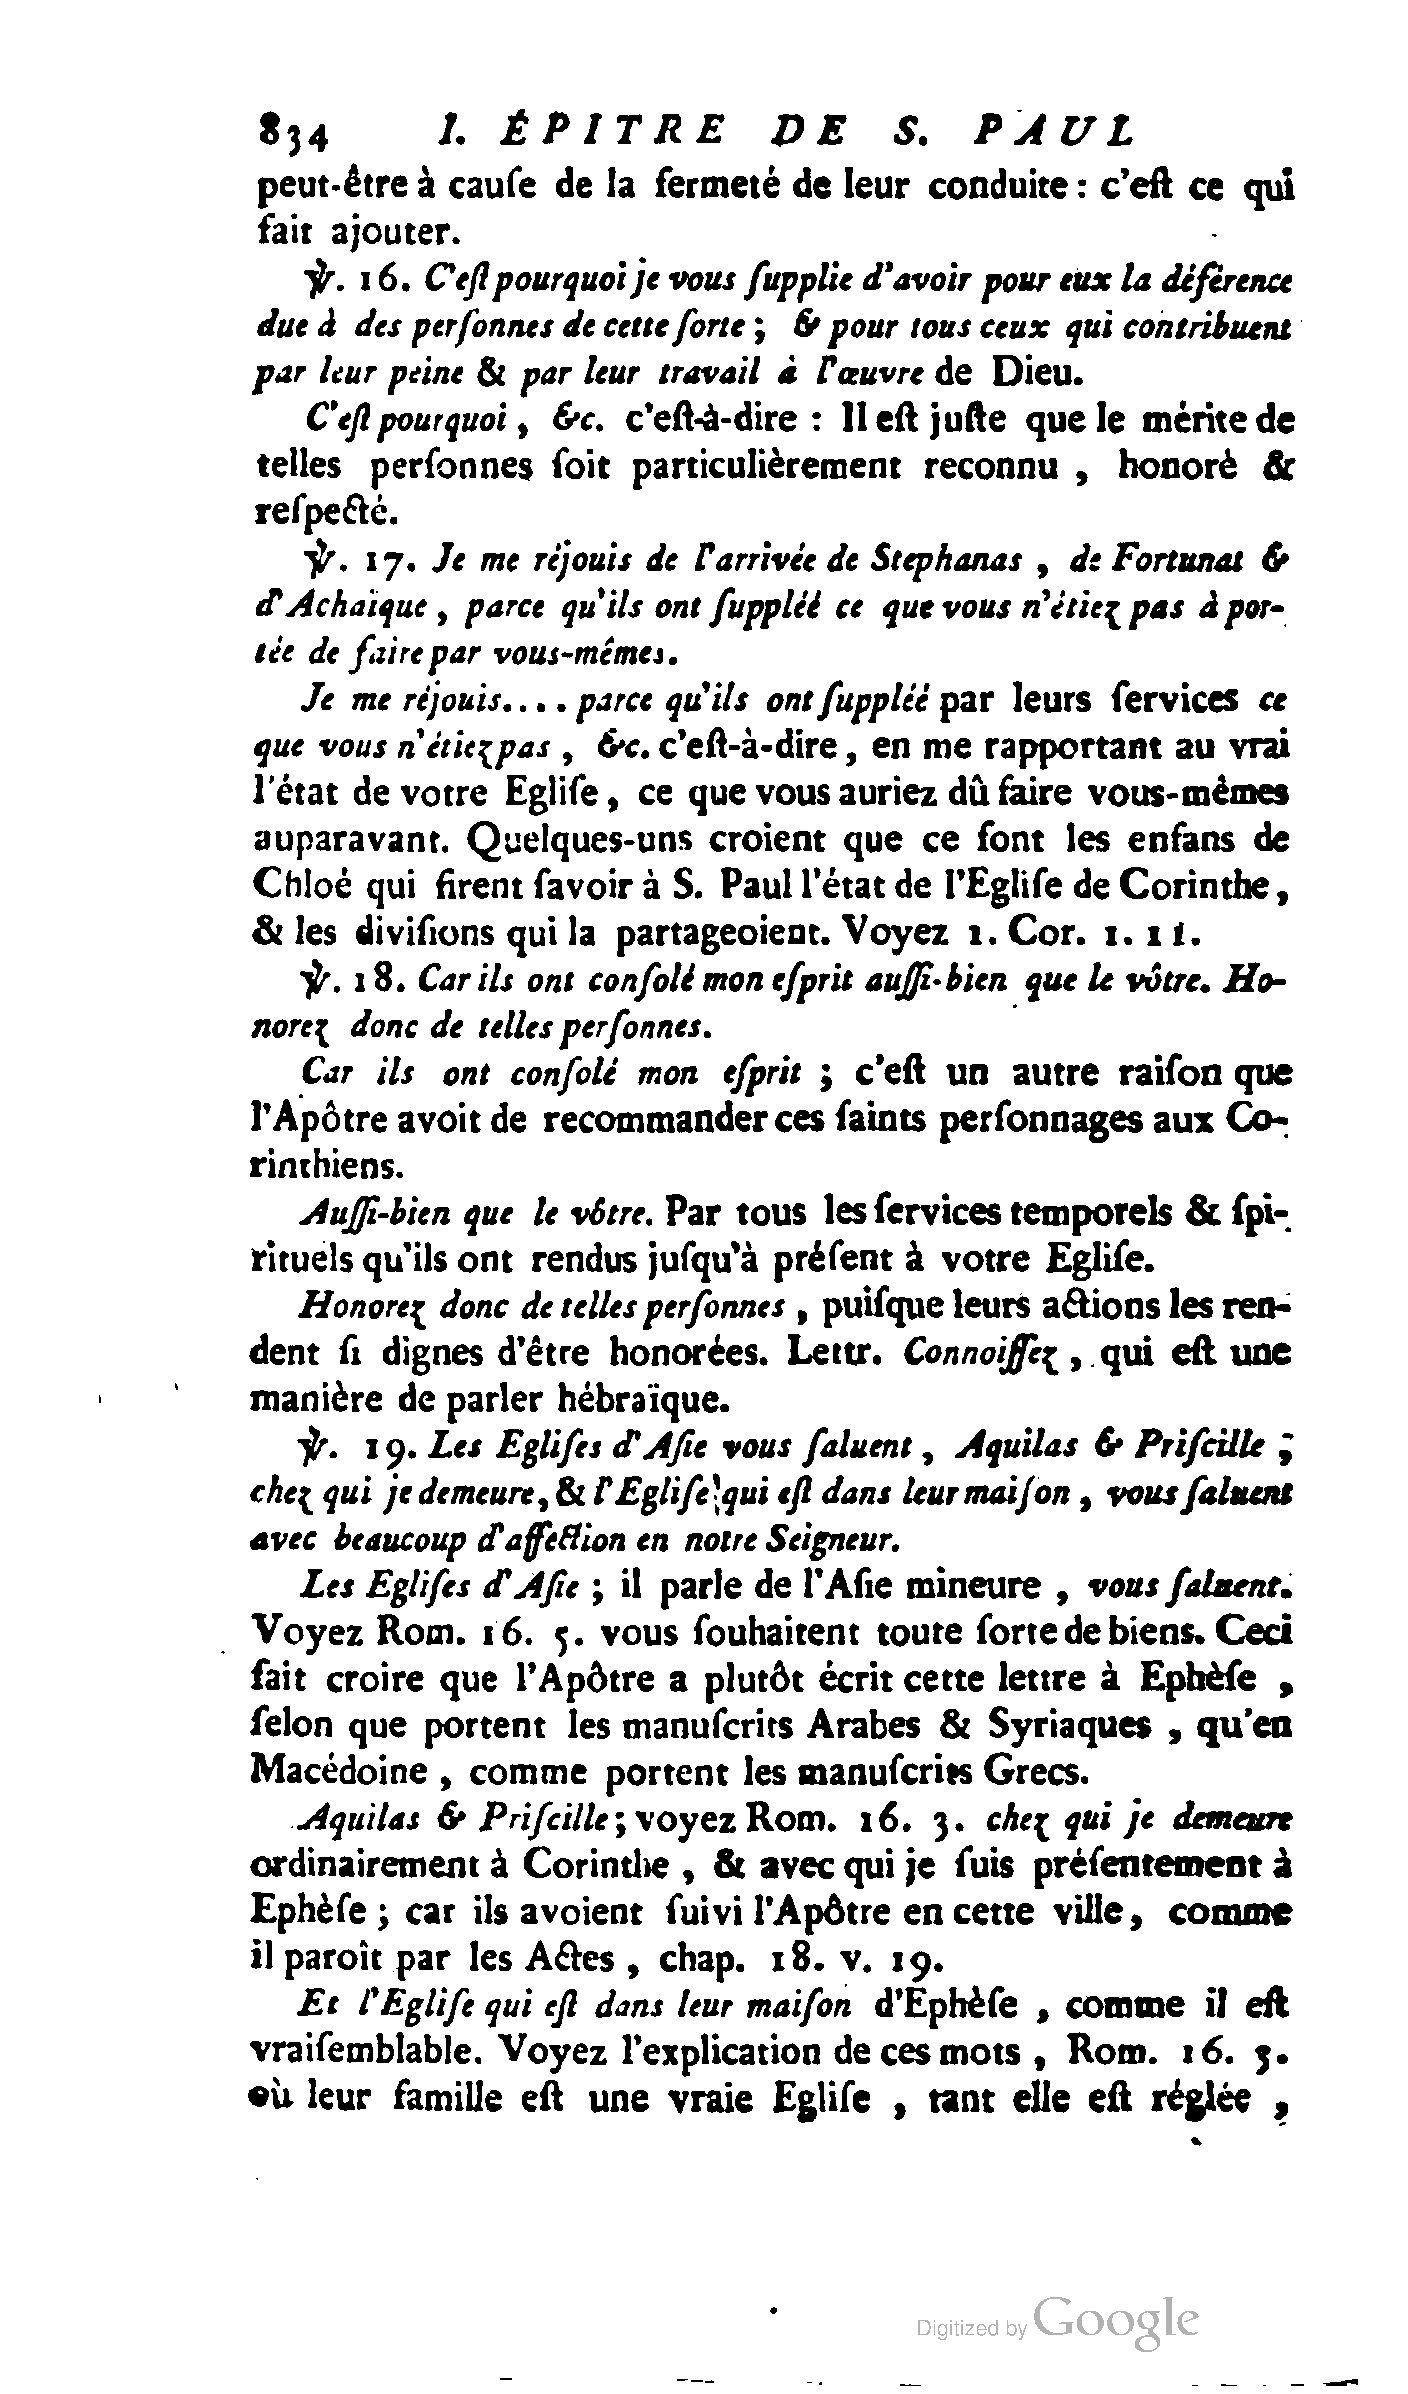 834 I. ÉPITRE DE S. PAUL
peut-être à cauſe de la fermeté de leur conduite : c'eſt ce qui
fait ajouter.
℣. 16. C'eſt pourquoi je vous ſupplie d'avoir pour eux la déférence
due à des perſonnes de cette ſorte ; & pour tous ceux qui contribuent
par leur peine & par leur travail à l'œuvre de Dieu.
C'eſt pourquoi , &c. c'eſt-à-dire : Il eſt juſte que le mérite de
telles perſonnes ſoit particulièrement reconnu , honoré &
reſpecté.
℣. 17. Je me réjouis de l'arrivée de Stephanas , de Fortunat &
d'Achaïque , parce qu'ils ont ſuppléé ce que vous n'étiez pas à por-
tée de faire par vous-mêmes.
Je me réjouis.... parce qu'ils ont ſuppléé par leurs ſervices ce
que vous n'étiez pas , &c. c'eſt-à-dire, en me rapportant au vrai
l'état de votre Egliſe, ce que vous auriez dû faire vous-mêmes
auparavant. Quelques-uns croient que ce ſont les enfans de
Chloé qui firent ſavoir à S. Paul l'état de l'Egliſe de Corinthe,
& les diviſions qui la partageoient. Voyez 1. Cor. 1. 11.
℣. 18. Car ils ont conſolé mon eſprit auſſi-bien que le vôtre. Ho-
norez donc de telles perſonnes.
Car ils ont conſolé mon eſprit ; c'eſt un autre raiſon que
l'Apôtre avoit de recommander ces ſaints perſonnages aux Co-
rinthiens.
Auſſi-bien que le vôtre. Par tous les ſervices temporels & ſpi-
rituels qu'ils ont rendus juſqu'à préſent à votre Egliſe.
Honorez donc de telles perſonnes , puiſque leurs actions les ren-
dent ſi dignes d'être honorées. Lettr. Connoiſſez , qui eſt une
manière de parler hébraïque.
℣. 19. Les Egliſes d'Aſie vous ſaluent , Aquilas & Priſcille ;
chez qui je demeure, & l'Egliſe qui eſt dans leur maiſon , vous ſaluent
avec beaucoup d'affection en notre Seigneur.
Les Egliſes d'Aſie ; il parle de l'Aſie mineure , vous ſaluent.
Voyez Rom. 16. 5. vous ſouhaitent toute ſorte de biens. Ceci
fait croire que l'Apôtre a plutôt écrit cette lettre à Ephèſe ,
ſelon que portent les manuſcrits Arabes & Syriaques , qu'en
Macédoine , comme portent les manuſcrits Grecs.
Aquilas & Priſcille ; voyez Rom. 16. 3. chez qui je demeure
ordinairement à Corinthe , & avec qui je ſuis préſentement à
Ephèſe ; car ils avoient ſuivi l'Apôtre en cette ville, comme
il paroît par les Actes , chap. 18. v. 19.
Et l'Egliſe qui eſt dans leur maiſon d'Ephèſe , comme il eſt
vraiſemblable. Voyez l'explication de ces mots , Rom. 16. 5.
où leur famille eſt une vraie Egliſe , tant elle eſt réglée ,
Digitized by Google